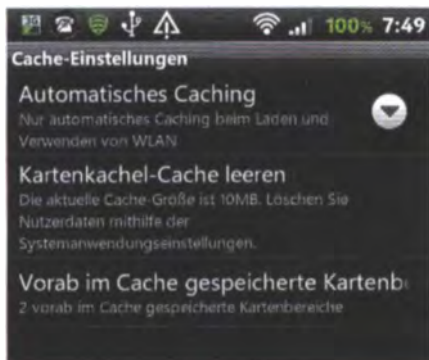 3G 100% 7:49
Cache-Einstellungen
Automatisches Caching
Nur automatisches Caching beim Laden und
Verwenden von WLAN
Kartenkachel-Cache leeren
Die aktuelle Cache-Größe ist 10MB. Löschen Sie
Nutzerdaten mithilfe der
Systemanwendungseinstellungen.
Vorab im Cache gespeicherte Kartenb
2 vorab im Cache gespeicherte Kartenbereiche